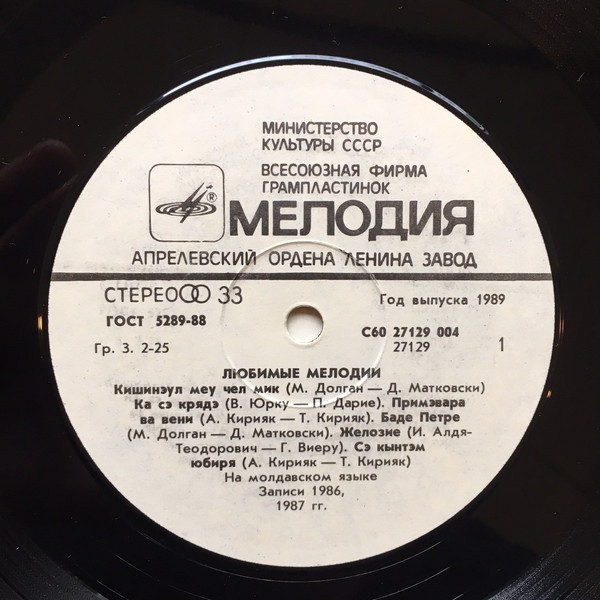 МИНИСТЕРСТВО
КУЛЬТУРЫ СССР
ВСЕСОЮЗНАЯ ФИРМА
ГРАМПЛАСТИНОК
®
МЕЛОДИЯ
АПРЕЛЕВСКИЙ ОРДЕНА ЛЕНИНА ЗАВОД
СТЕРЕО 33
Год выпуска 1989
ГОСТ 5289-88
С60 27129 004
Гр. 3. 2-25
27129
1
ЛЮБИМЫЕ МЕЛОДИИ
Кишинэул меу чел мик (М. Долган — Д. Матковски)
Ка сэ крядэ (В. Юрку — П. Дарие). Примэвара
ва вени (А. Кирияк — Т. Кирияк). Баде Петре
(М. Долган — Д. Матковски). Желозие (И. Алдя-
Теодорович — Г. Виеру). Сэ кынтэм
юбиря (А. Кирияк — Т. Кирияк)
На молдавском языке
Записи 1986,
1987 гг.